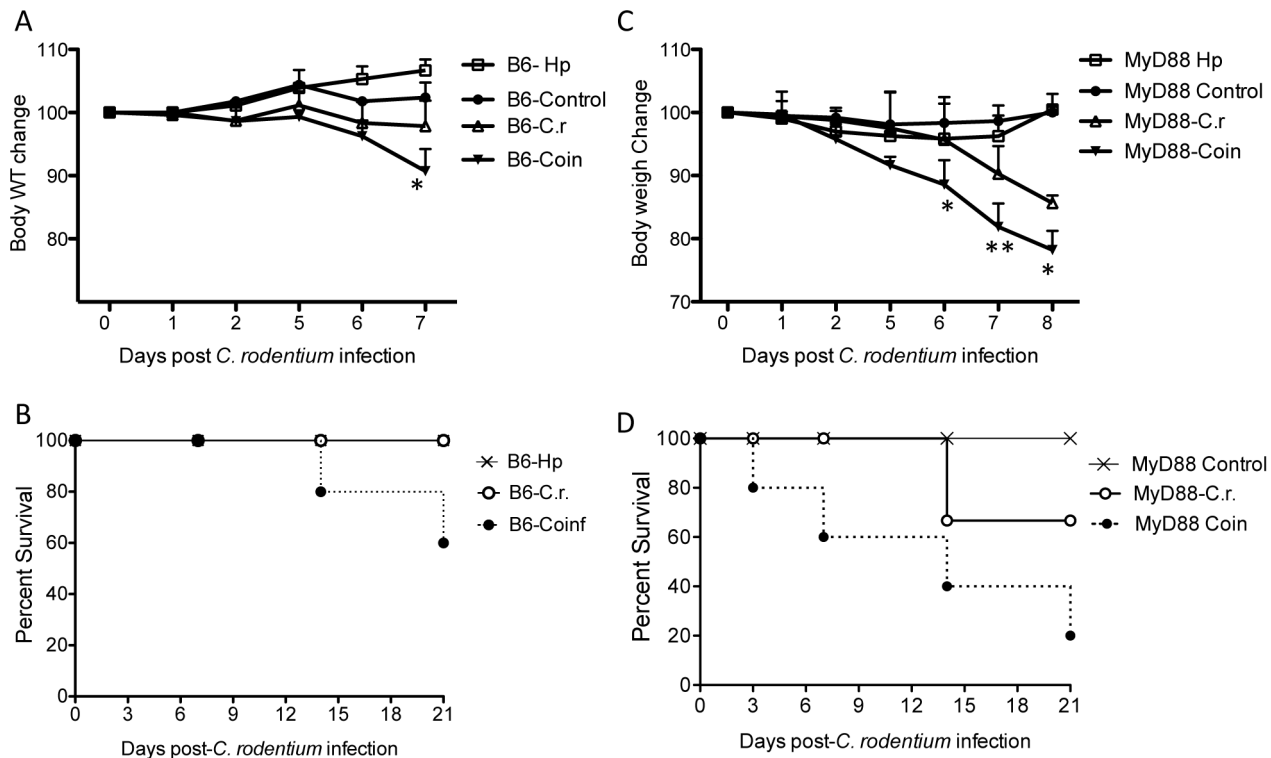 A
110
100
90
80
Body WT change
0 1 2 5 6 7
Days post C. rodentium infection
*
B6- Hp
B6-Control
B6-C.r
B6-Coin
C
110
100
90
80
70
Body weigh Change
0 1 2 5 6 7 8
Days post C. rodentium infection
*
**
*
MyD88 Hp
MyD88 Control
MyD88-C.r
MyD88-Coin
B
100
80
60
40
20
0
Percent Survival
0 3 6 9 12 15 18 21
Days post-C. rodentium infection
B6-Hp
B6-C.r.
B6-Coinf
D
100
80
60
40
20
0
Percent Survival
0 3 6 9 12 15 18 21
Days post-C. rodentium infection
MyD88 Control
MyD88-C.r.
MyD88 Coin